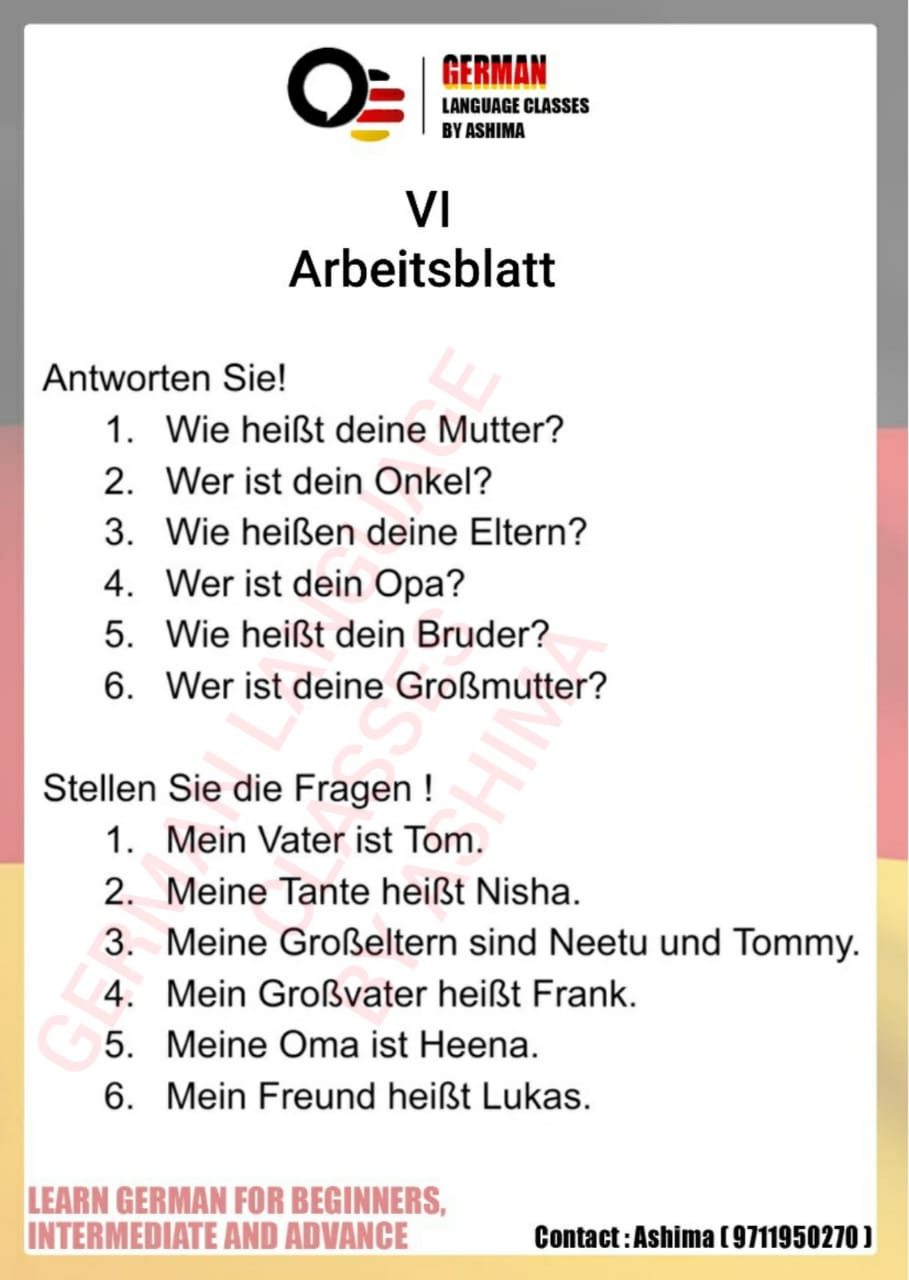 GERMAN
LANGUAGE CLASSES
BY ASHIMA
VI
Arbeitsblatt
Antworten Sie!
1. Wie heißt deine Mutter?
2. Wer ist dein Onkel?
3. Wie heißen deine Eltern?
4. Wer ist dein Opa?
5. Wie heißt dein Bruder?
6. Wer ist deine Großmutter?
Stellen Sie die Fragen !
1. Mein Vater ist Tom.
2. Meine Tante heißt Nisha.
3. Meine Großeltern sind Neetu und Tommy.
4. Mein Großvater heißt Frank.
5. Meine Oma ist Heena.
6. Mein Freund heißt Lukas.
GERMAN LANGUAGE
CLASSES
BY ASHIMA
LEARN GERMAN FOR BEGINNERS,
INTERMEDIATE AND ADVANCE
Contact : Ashima ( 9711950270 )